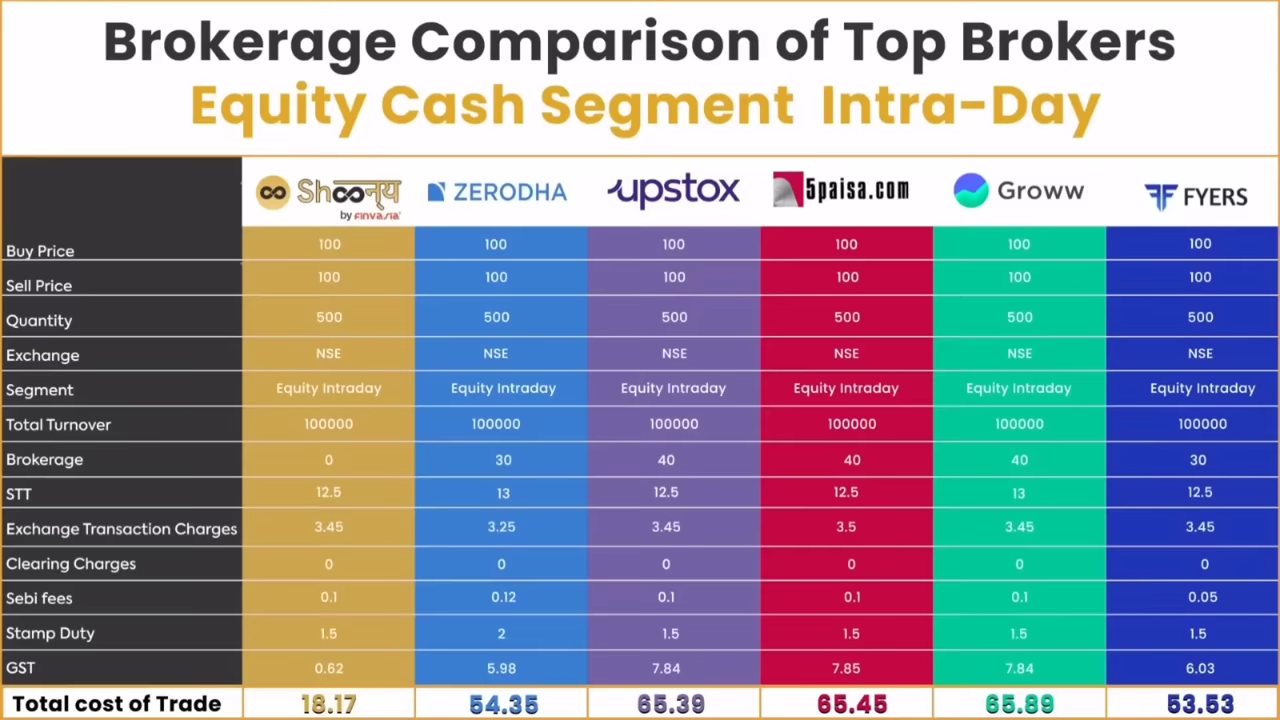 Brokerage Comparison of Top Brokers
Equity Cash Segment Intra-Day
Shoonन्य by FINVASIA ZERODHA upstox 5paisa.com Groww FYERS
Buy Price 100 100 100 100 100 100
Sell Price 100 100 100 100 100 100
Quantity 500 500 500 500 500 500
Exchange NSE NSE NSE NSE NSE NSE
Segment Equity Intraday Equity Intraday Equity Intraday Equity Intraday Equity Intraday Equity Intraday
Total Turnover 100000 100000 100000 100000 100000 100000
Brokerage 0 30 40 40 40 30
STT 12.5 13 12.5 12.5 13 12.5
Exchange Transaction Charges 3.45 3.25 3.45 3.5 3.45 3.45
Clearing Charges 0 0 0 0 0 0
Sebi fees 0.1 0.12 0.1 0.1 0.1 0.05
Stamp Duty 1.5 2 1.5 1.5 1.5 1.5
GST 0.62 5.98 7.84 7.85 7.84 6.03
Total cost of Trade 18.17 54.35 65.39 65.45 65.89 53.53